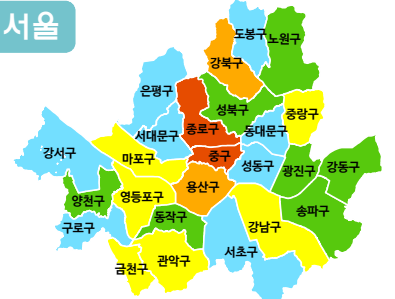 서울
도봉구
노원구
강북구
은평구
성북구
중랑구
종로구
동대문구
서대문구
강서구
마포구
중구
성동구
광진구
강동구
양천구
영등포구
용산구
송파구
동작구
구로구
강남구
서초구
금천구
관악구